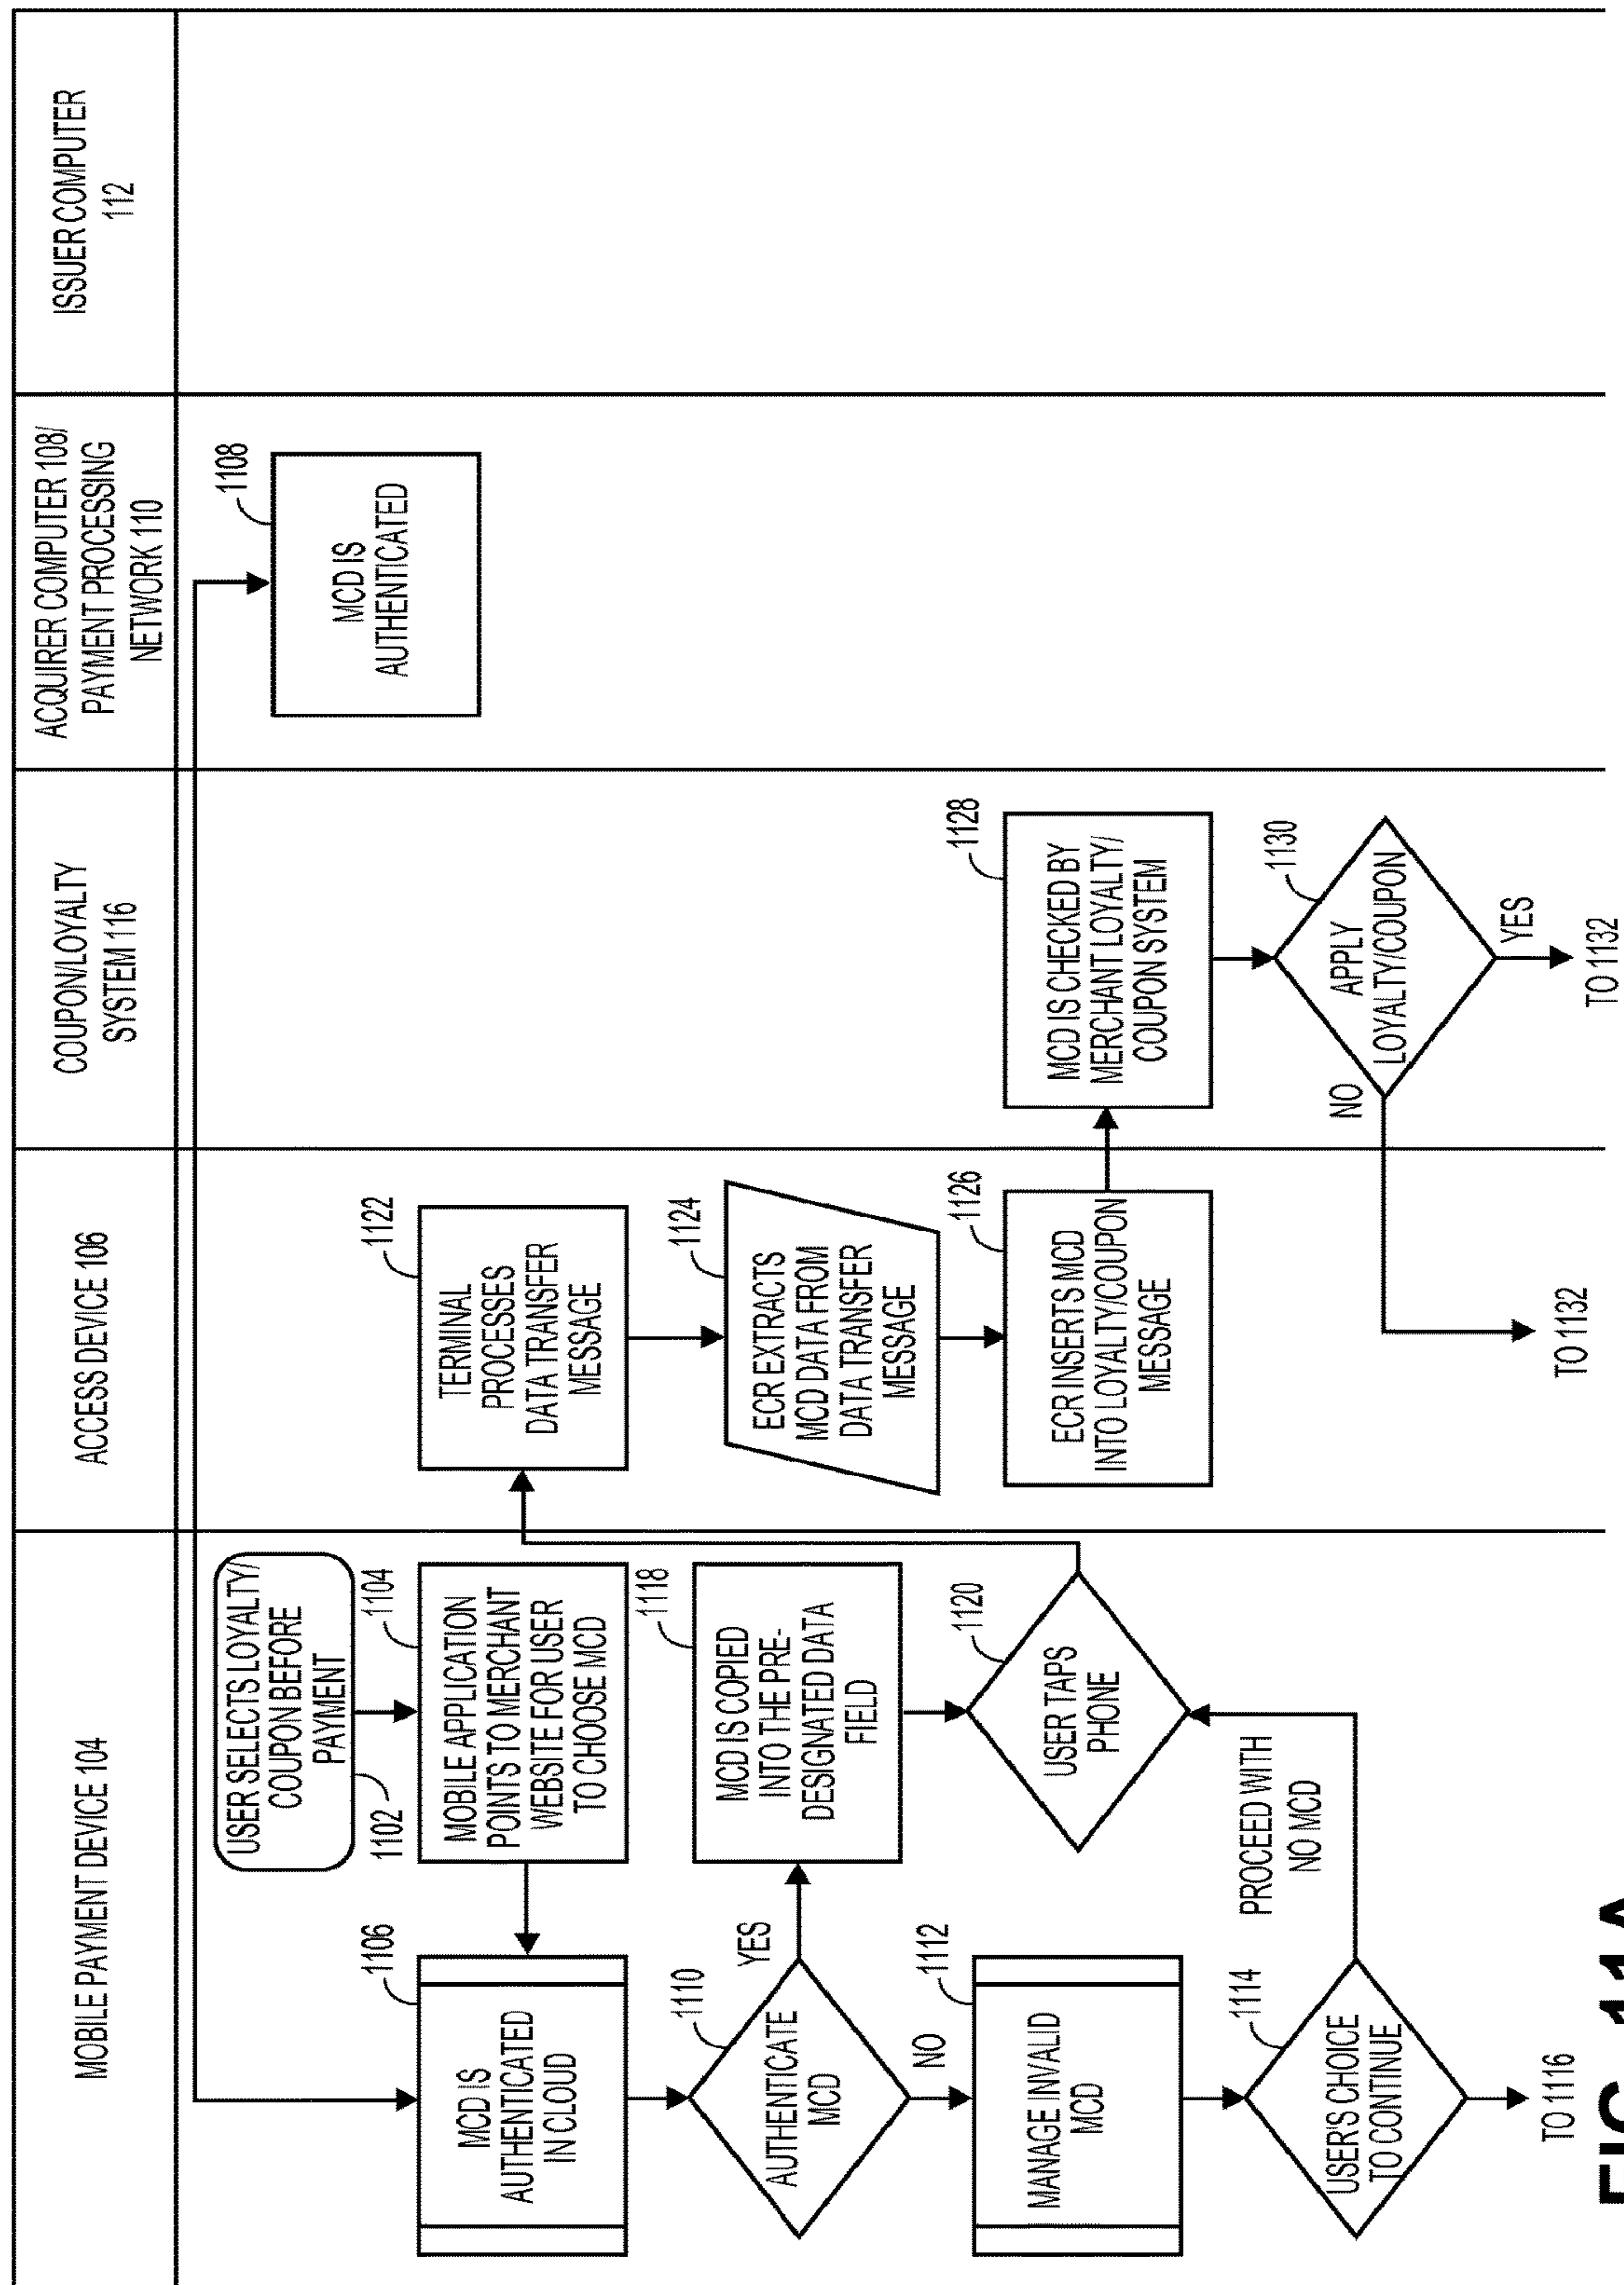 MOBILE PAYMENT DEVICE 104
ACCESS DEVICE 106
COUPON/LOYALTY
SYSTEM 116
ACQUIRER COMPUTER 108/
PAYMENT PROCESSING
NETWORK 110
ISSUER COMPUTER
112
USER SELECTS LOYALTY/
COUPON BEFORE
PAYMENT
1102
MOBILE APPLICATION
POINTS TO MERCHANT
WEBSITE FOR USER
TO CHOOSE MCD
1104
MCD IS
AUTHENTICATED
IN CLOUD
1106
MCD IS
AUTHENTICATED
1108
AUTHENTICATE
MCD
1110
YES
NO
MANAGE INVALID
MCD
1112
USER'S CHOICE
TO CONTINUE
1114
TO 1116
PROCEED WITH
NO MCD
MCD IS COPIED
INTO THE PRE-
DESIGNATED DATA
FIELD
1118
USER TAPS
PHONE
1120
TERMINAL
PROCESSES
DATA TRANSFER
MESSAGE
1122
ECR EXTRACTS
MCD DATA FROM
DATA TRANSFER
MESSAGE
1124
ECR INSERTS MCD
INTO LOYALTY/COUPON
MESSAGE
1126
MCD IS CHECKED BY
MERCHANT LOYALTY/
COUPON SYSTEM
1128
APPLY
LOYALTY/COUPON
1130
NO
YES
TO 1132
TO 1132
FIG. 11A